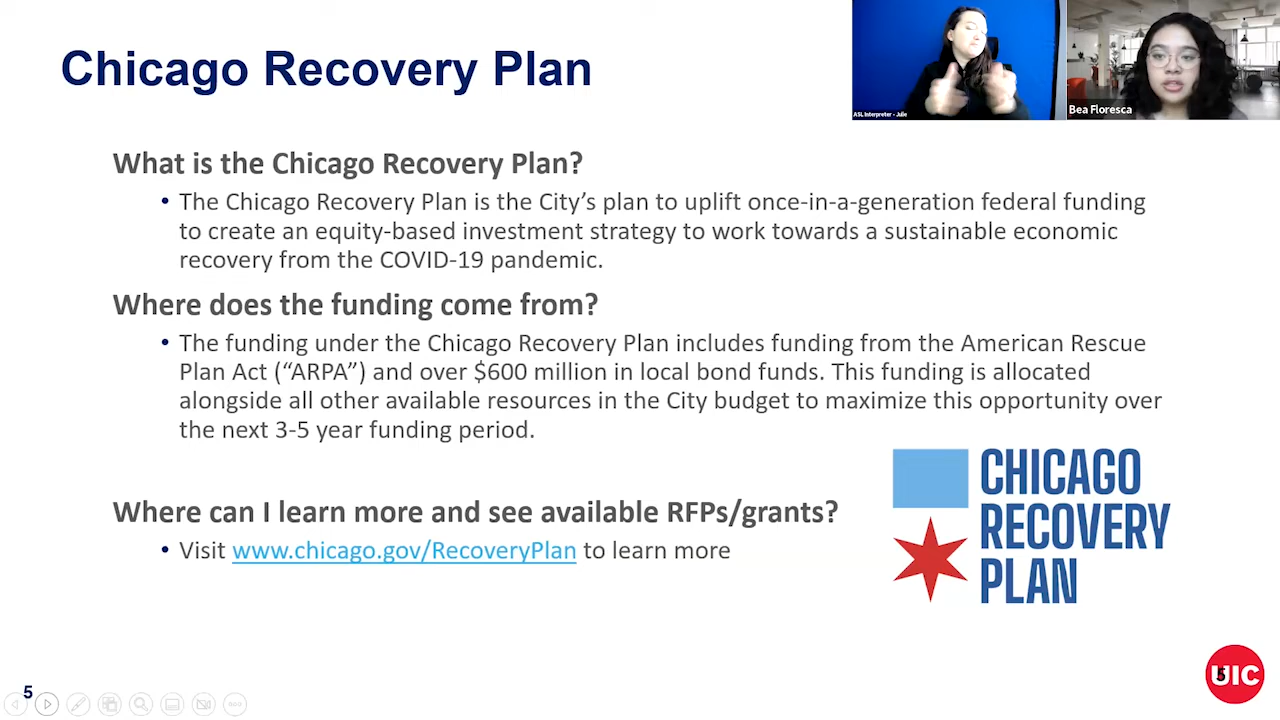 Chicago Recovery Plan
ASL Interpreter - Julie
Bea Floresca
What is the Chicago Recovery Plan?
• The Chicago Recovery Plan is the City’s plan to uplift once-in-a-generation federal funding
to create an equity-based investment strategy to work towards a sustainable economic
recovery from the COVID-19 pandemic.
Where does the funding come from?
• The funding under the Chicago Recovery Plan includes funding from the American Rescue
Plan Act (“ARPA”) and over $600 million in local bond funds. This funding is allocated
alongside all other available resources in the City budget to maximize this opportunity over
the next 3-5 year funding period.
Where can I learn more and see available RFPs/grants?
• Visit www.chicago.gov/RecoveryPlan to learn more
CHICAGO
RECOVERY
PLAN
5
UIC
5